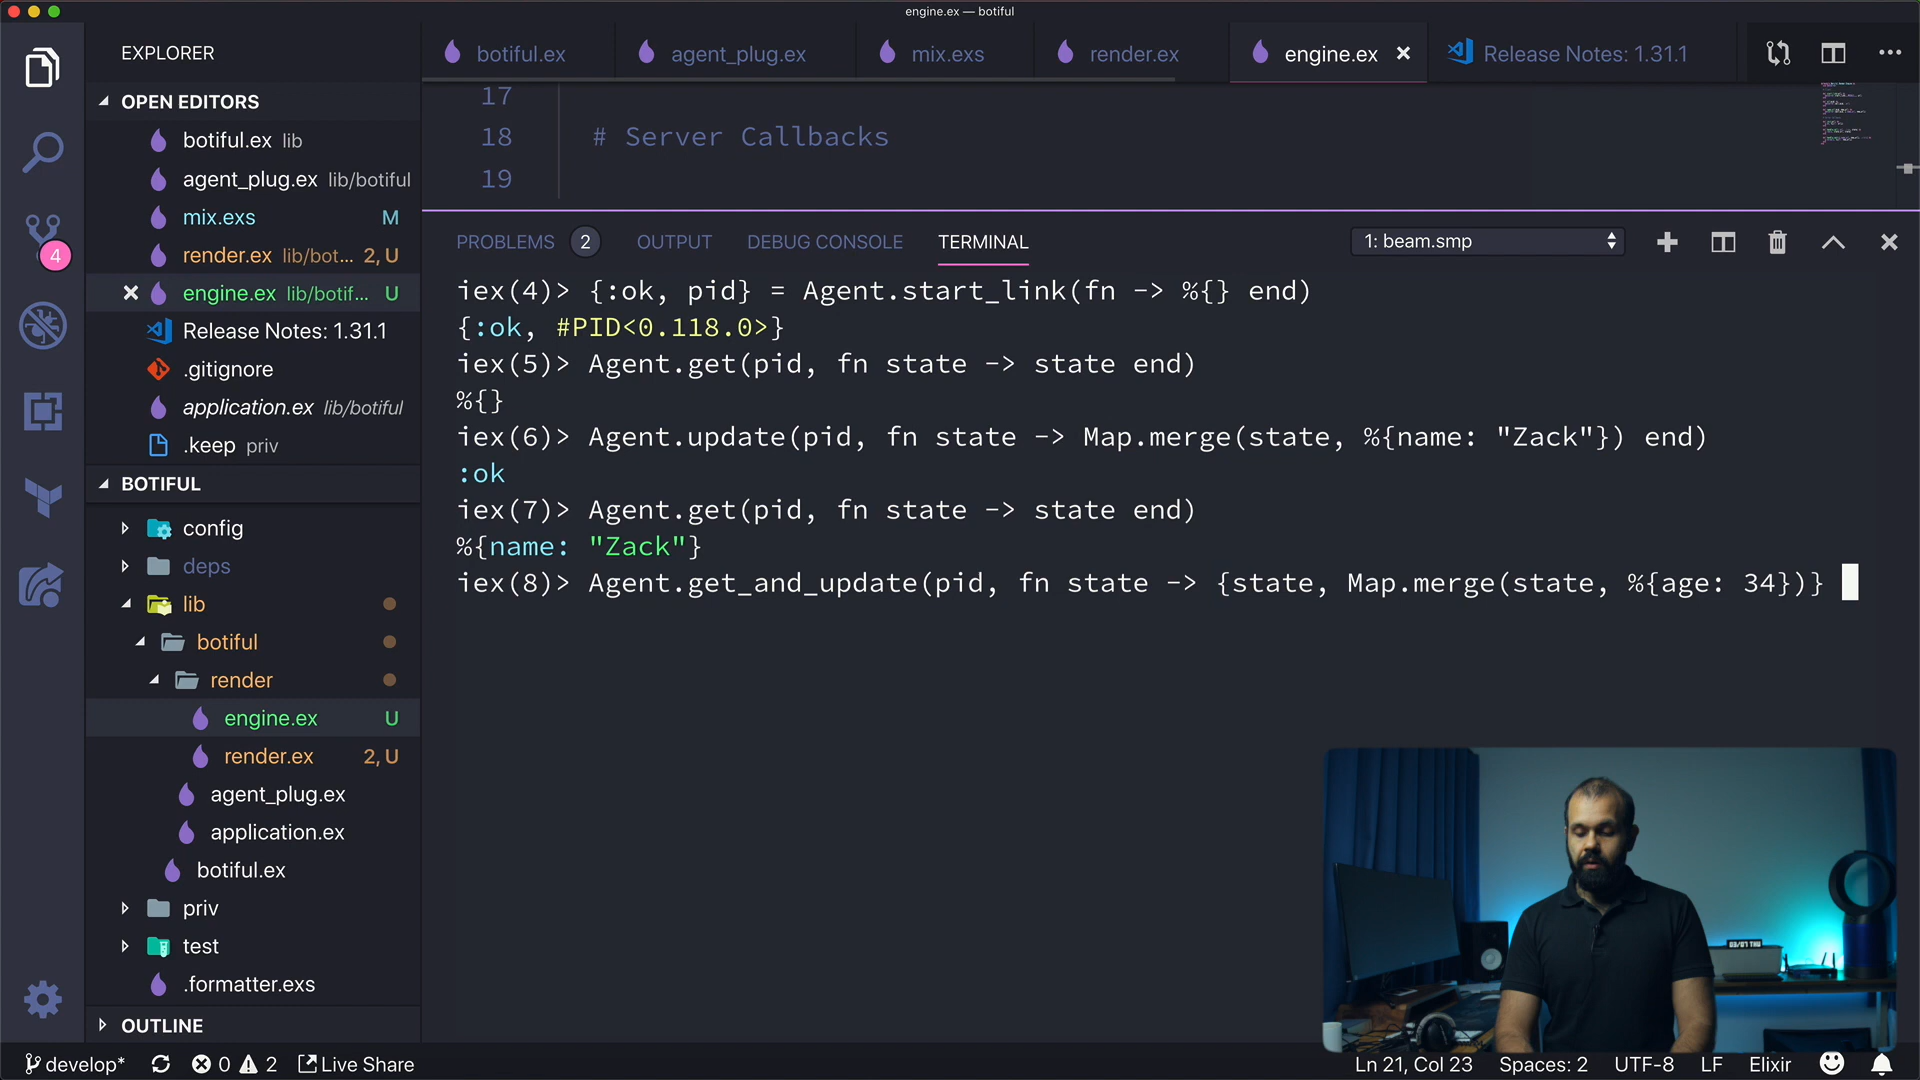 engine.ex — botiful
EXPLORER
OPEN EDITORS
botiful.ex lib
agent_plug.ex lib/botiful
mix.exs M
render.ex lib/bot... 2, U
engine.ex lib/botif... U
Release Notes: 1.31.1
.gitignore
application.ex lib/botiful
.keep priv
BOTIFUL
config
deps
lib
botiful
render
engine.ex U
render.ex 2, U
agent_plug.ex
application.ex
botiful.ex
priv
test
.formatter.exs
OUTLINE
4
botiful.ex
agent_plug.ex
mix.exs
render.ex
engine.ex
Release Notes: 1.31.1
17
18 # Server Callbacks
19
PROBLEMS 2 OUTPUT DEBUG CONSOLE TERMINAL
1: beam.smp
iex(4)> {:ok, pid} = Agent.start_link(fn -> %{} end)
{:ok, #PID<0.118.0>}
iex(5)> Agent.get(pid, fn state -> state end)
%{}
iex(6)> Agent.update(pid, fn state -> Map.merge(state, %{name: "Zack"}) end)
:ok
iex(7)> Agent.get(pid, fn state -> state end)
%{name: "Zack"}
iex(8)> Agent.get_and_update(pid, fn state -> {state, Map.merge(state, %{age: 34})}
develop* 0 2 Live Share
Ln 21, Col 23 Spaces: 2 UTF-8 LF Elixir